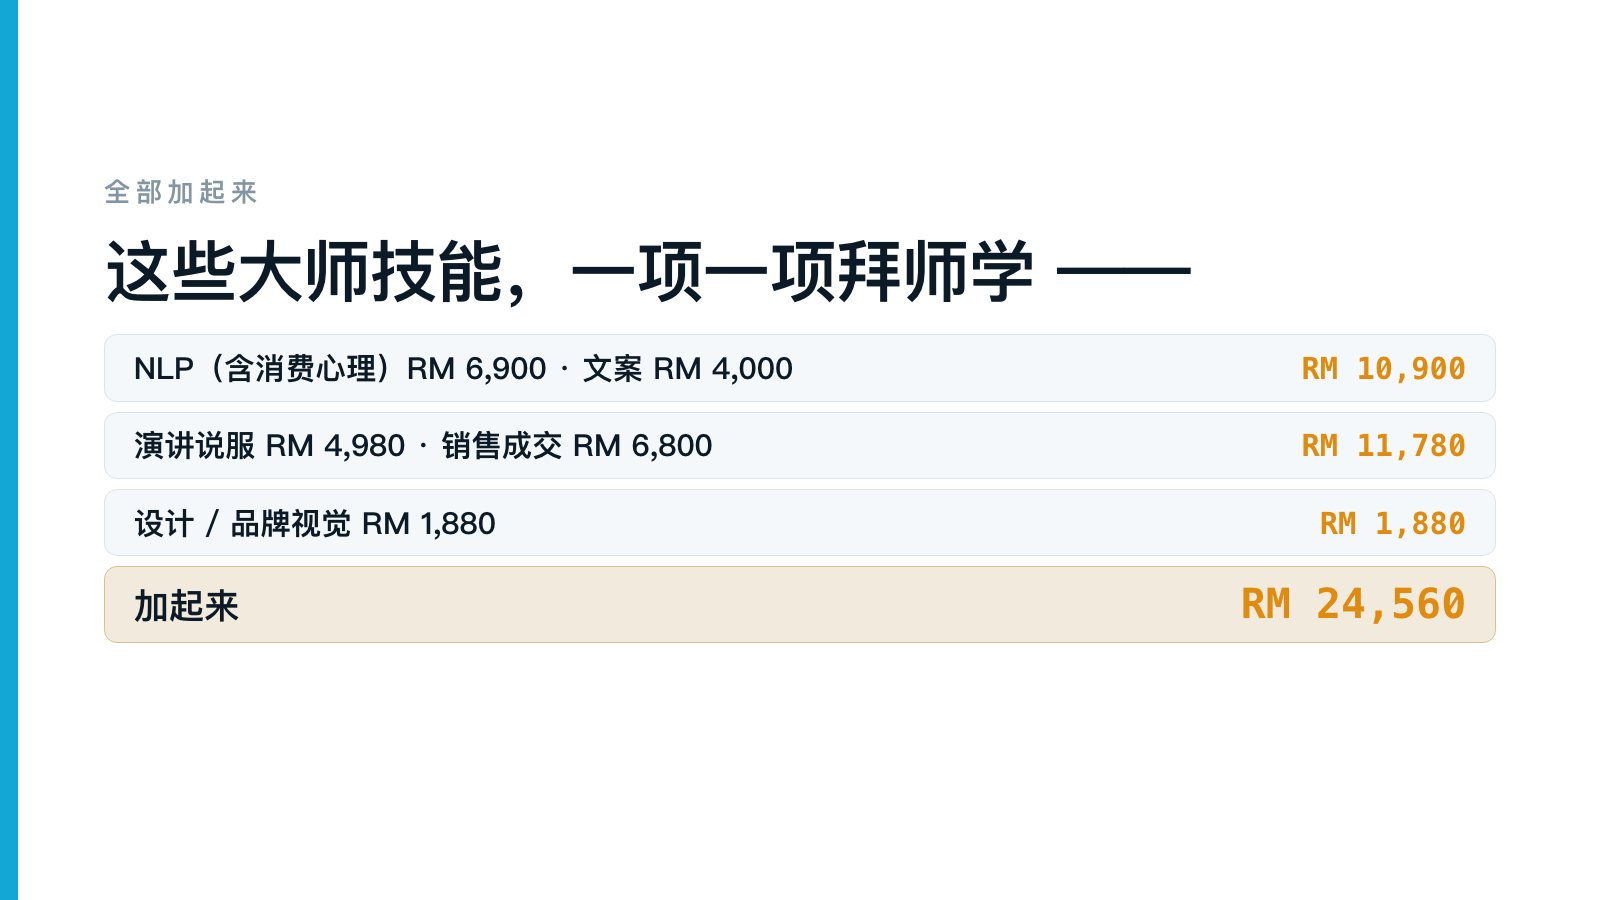 全部加起来
这些大师技能，一项一项拜师学 ——
NLP（含消费心理）RM 6,900 · 文案 RM 4,000 RM 10,900
演讲说服 RM 4,980 · 销售成交 RM 6,800 RM 11,780
设计 / 品牌视觉 RM 1,880 RM 1,880
加起来 RM 24,560